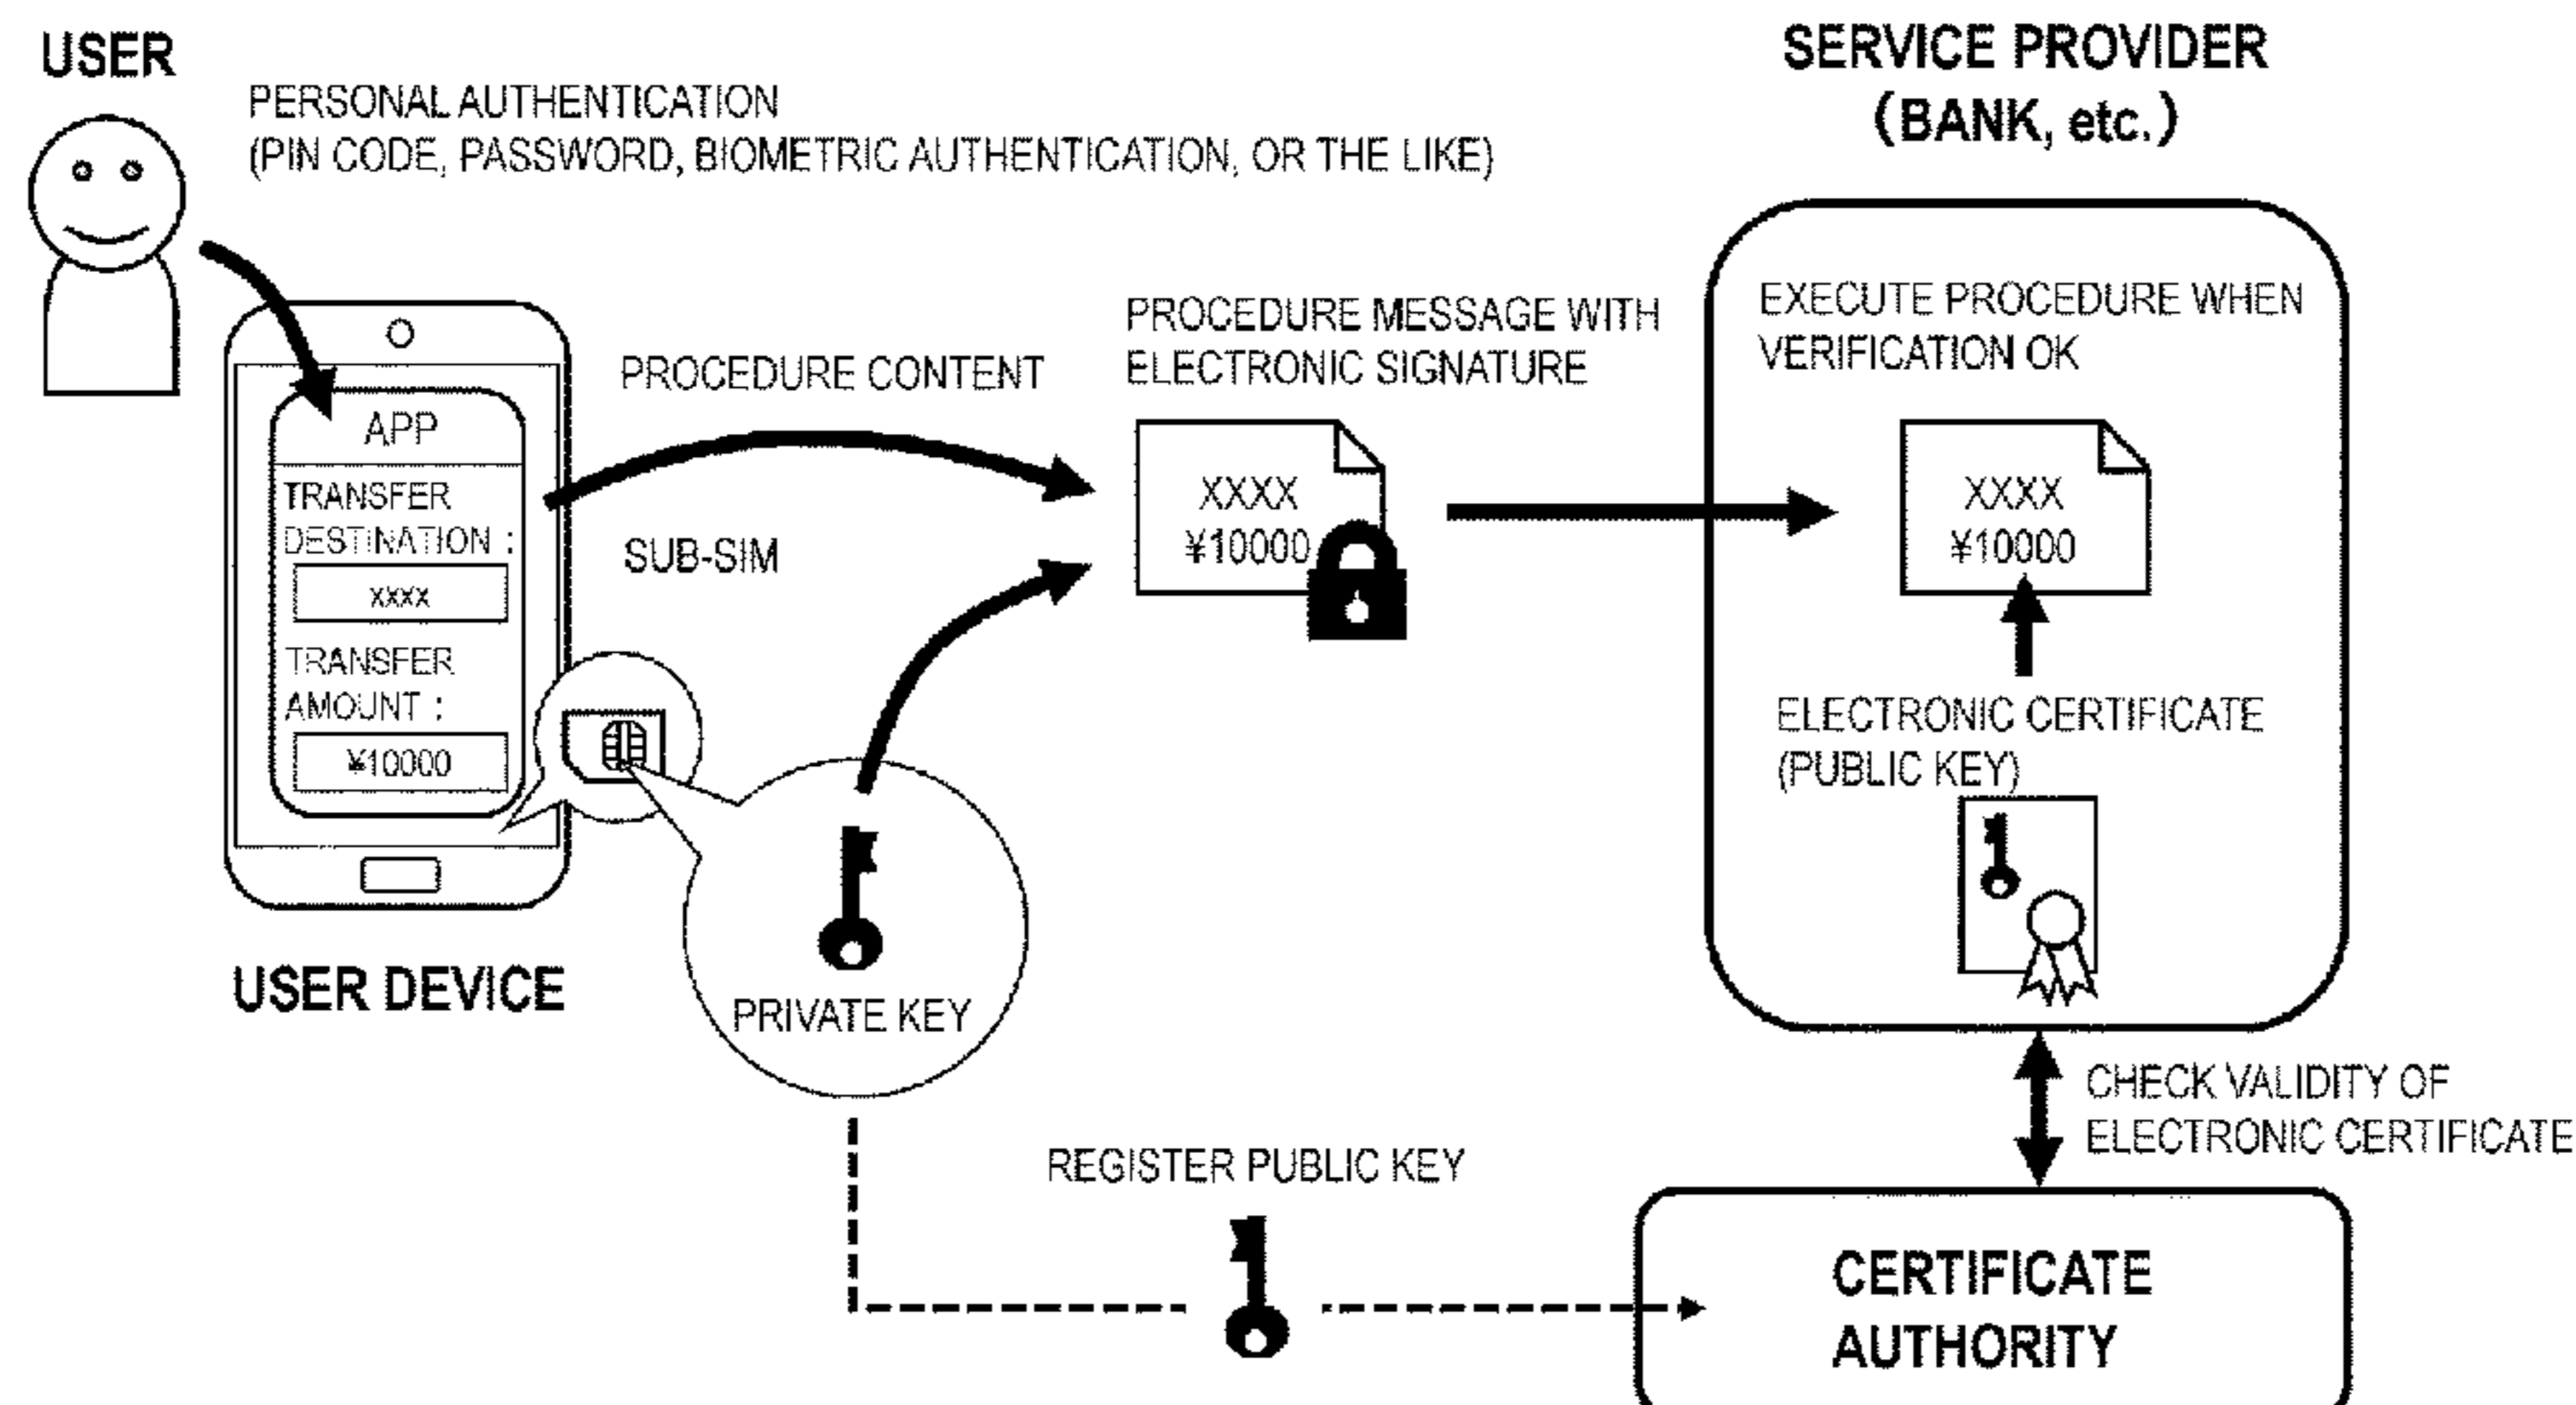 USER
PERSONAL AUTHENTICATION
(PIN CODE, PASSWORD, BIOMETRIC AUTHENTICATION, OR THE LIKE)
APP
TRANSFER
DESTINATION :
xxxx
TRANSFER
AMOUNT :
¥10000
USER DEVICE
PROCEDURE CONTENT
SUB-SIM
PRIVATE KEY
PROCEDURE MESSAGE WITH
ELECTRONIC SIGNATURE
XXXX
¥10000
SERVICE PROVIDER
(BANK, etc.)
EXECUTE PROCEDURE WHEN
VERIFICATION OK
XXXX
¥10000
ELECTRONIC CERTIFICATE
(PUBLIC KEY)
CHECK VALIDITY OF
ELECTRONIC CERTIFICATE
REGISTER PUBLIC KEY
CERTIFICATE
AUTHORITY